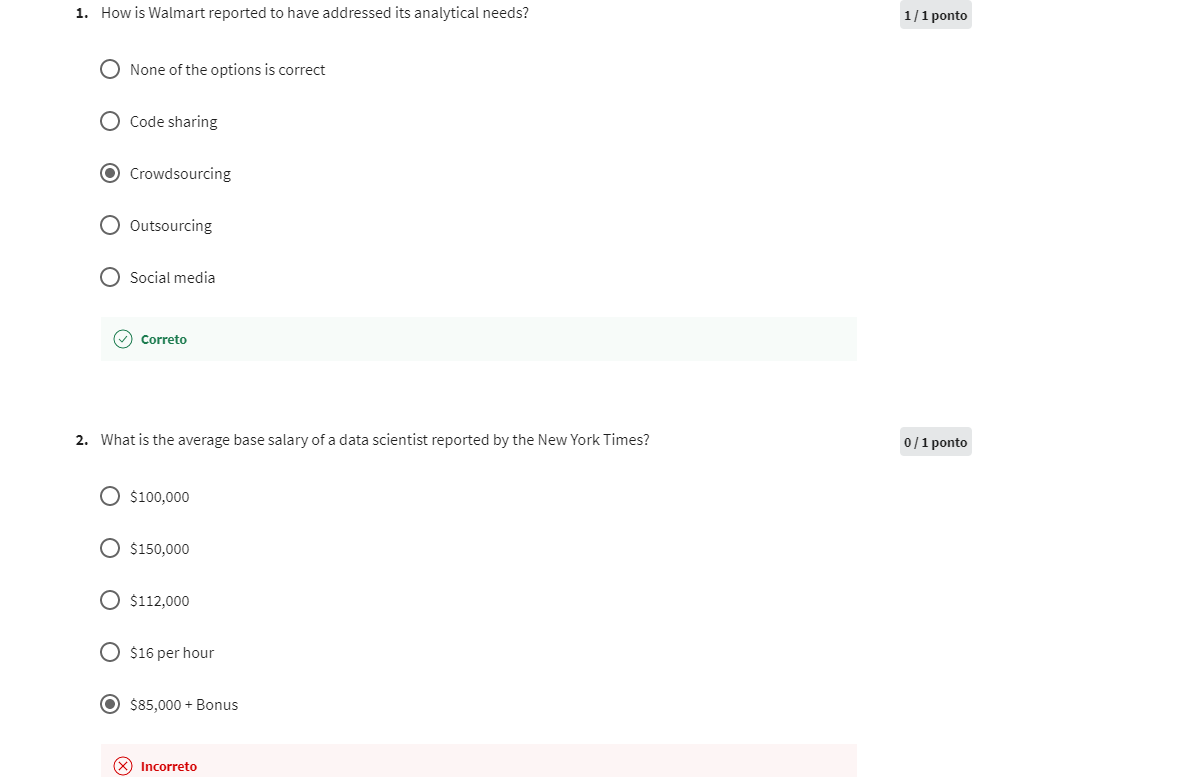 1. How is Walmart reported to have addressed its analytical needs?
1 / 1 ponto
None of the options is correct
Code sharing
Crowdsourcing
Outsourcing
Social media
Correto
2. What is the average base salary of a data scientist reported by the New York Times?
0 / 1 ponto
$100,000
$150,000
$112,000
$16 per hour
$85,000 + Bonus
Incorreto